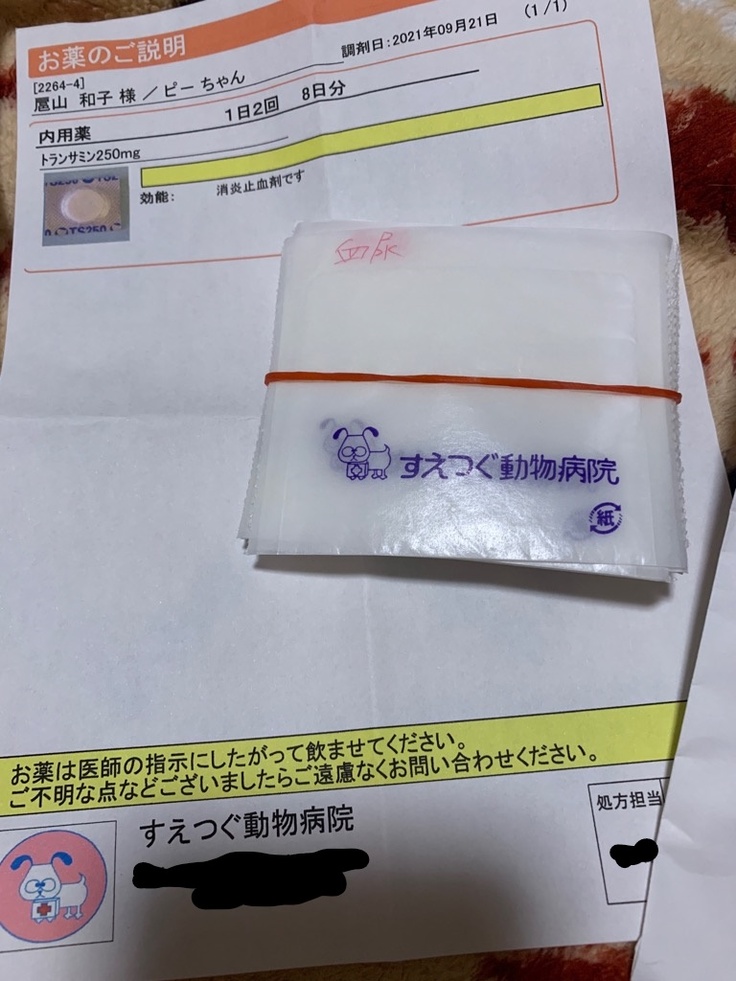 お薬のご説明
調剤日:2021年09月21日 (1/1)
[2264-4]
扈山 和子 様 / ピー ちゃん
1日2回 8日分
内用薬
トランサミン250mg
効能: 消炎止血剤です
TS250
すえつぐ動物病院
紙
お薬は医師の指示にしたがって飲ませてください。
ご不明な点などございましたらご遠慮なくお問い合わせください。
すえつぐ動物病院
処方担当